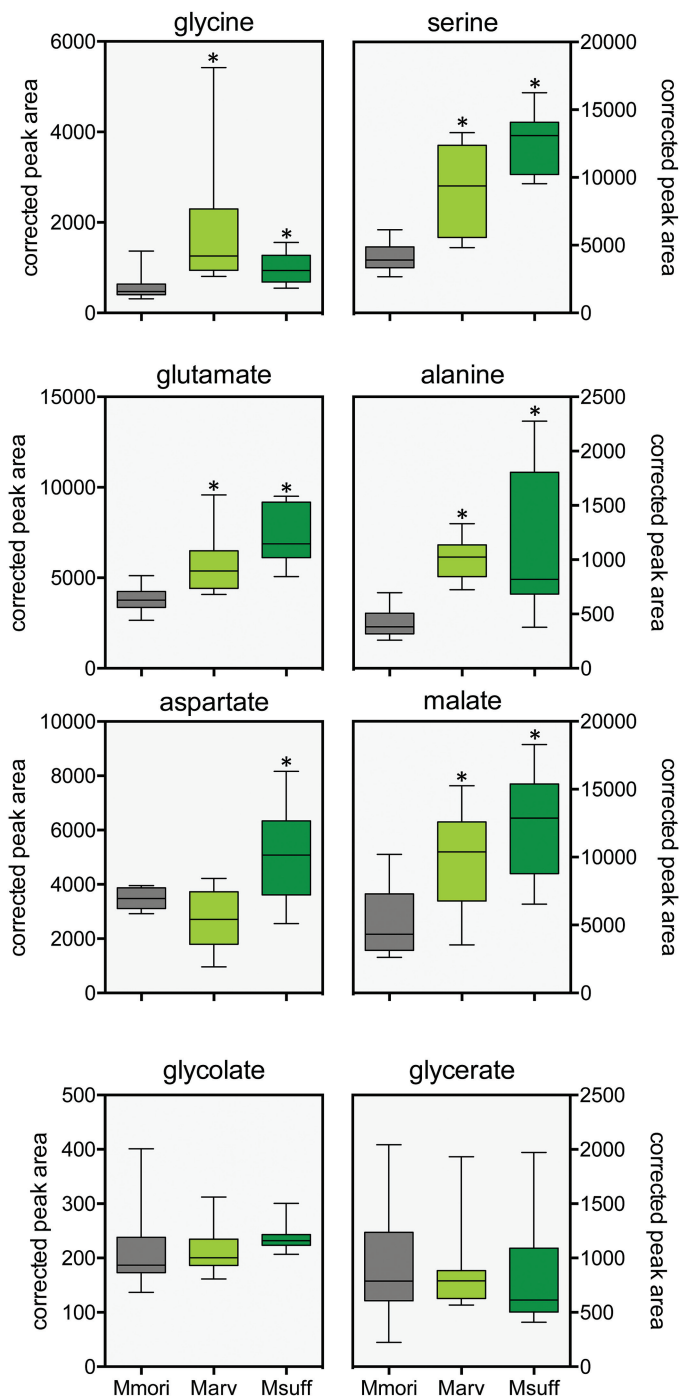 glycine serine
6000
4000
2000
0
20000
15000
10000
5000
0
corrected peak area
corrected peak area
* * * *
glutamate alanine
15000
10000
5000
0
2500
2000
1500
1000
500
0
corrected peak area
corrected peak area
* * * *
aspartate malate
10000
8000
6000
4000
2000
0
20000
15000
10000
5000
0
corrected peak area
corrected peak area
* * *
glycolate glycerate
500
400
300
200
100
0
2500
2000
1500
1000
500
0
corrected peak area
corrected peak area
Mmori Marv Msuff Mmori Marv Msuff